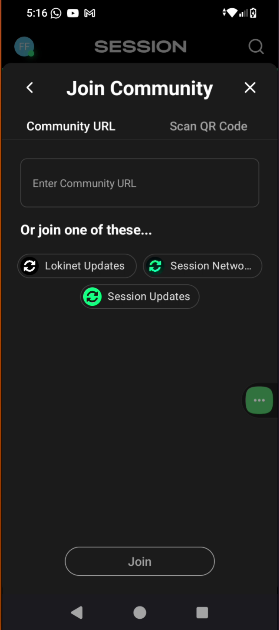 5:16
FF
SESSION
Join Community
Community URL
Scan QR Code
Enter Community URL
Or join one of these...
Lokinet Updates
Session Netwo...
Session Updates
Join